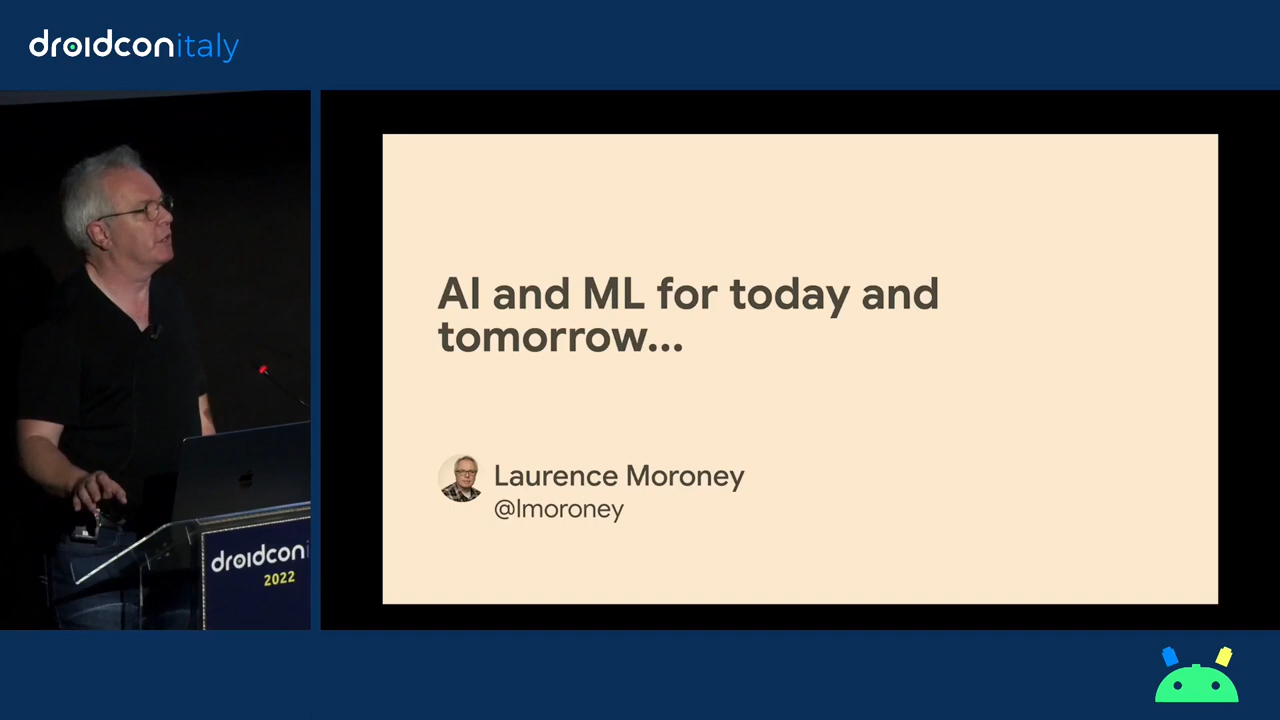 droidconitaly
AI and ML for today and
tomorrow...
Laurence Moroney
@lmoroney
droidcon
2022